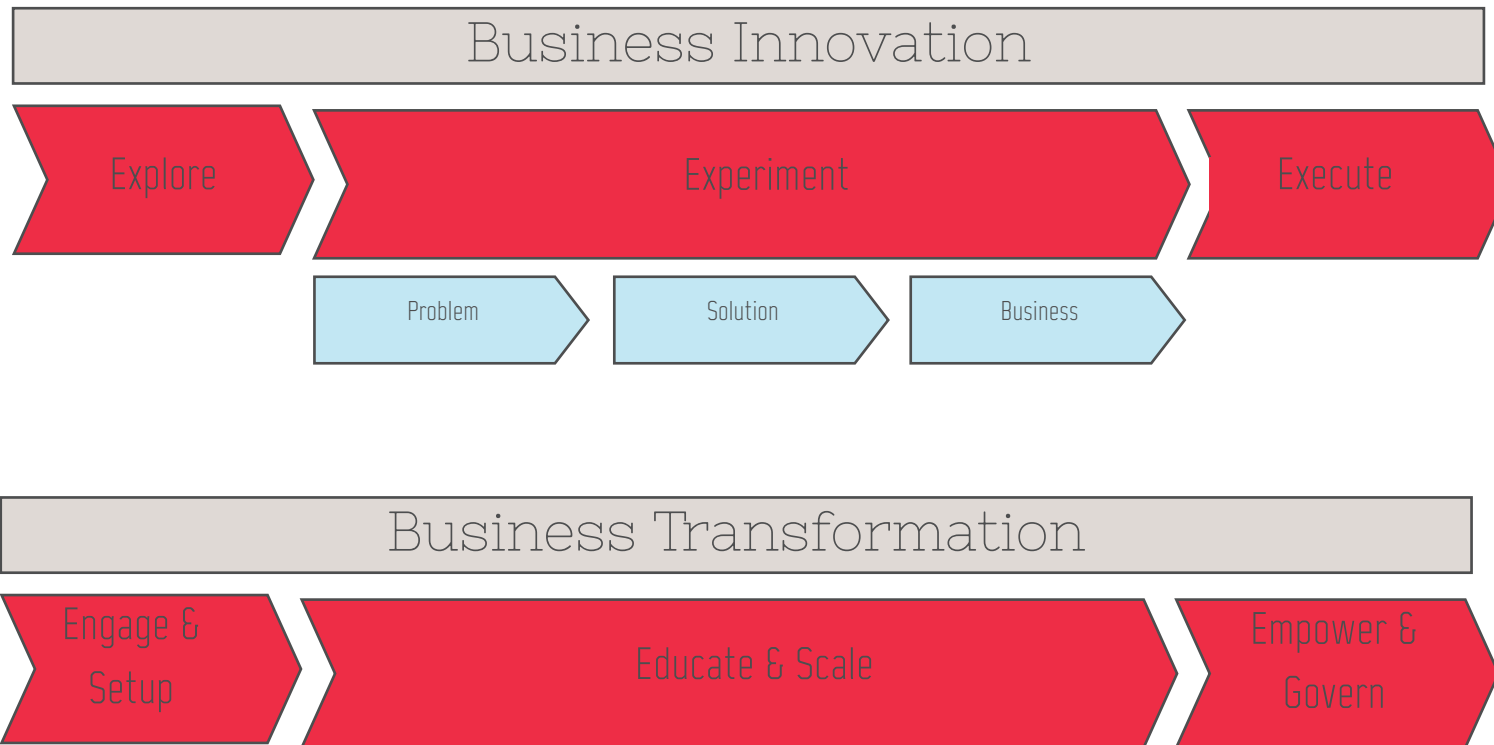 Business Innovation
Explore
Experiment
Execute
Problem
Solution
Business
Business Transformation
Engage &
Setup
Educate & Scale
Empower &
Govern